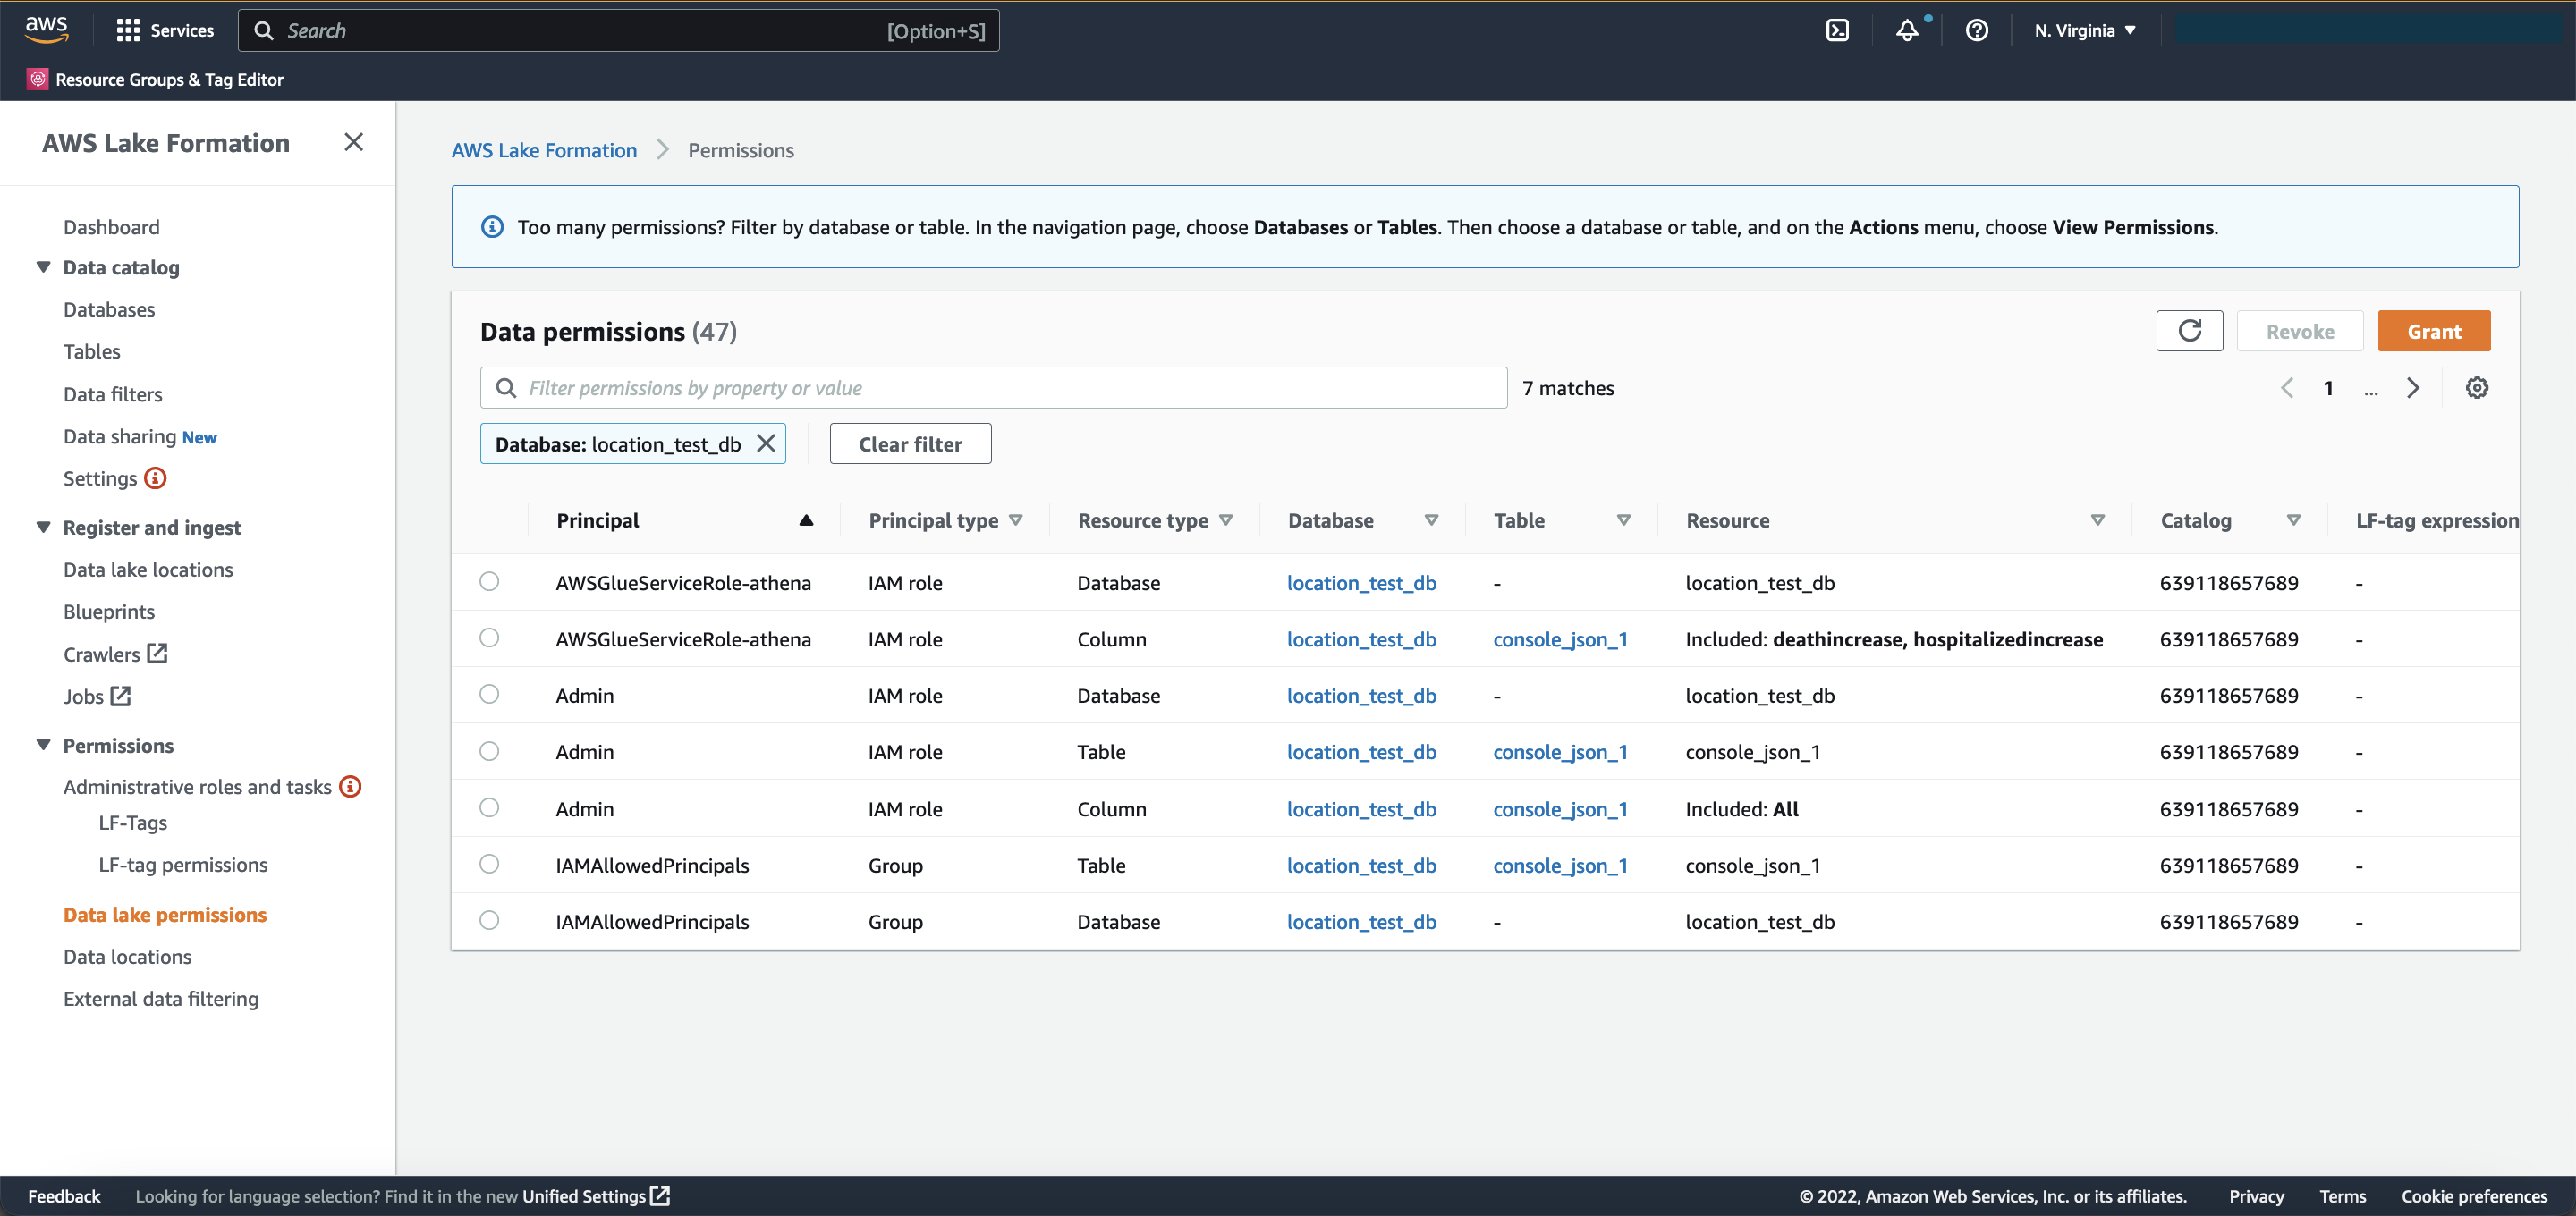 aws
Services
Search [Option+S]
N. Virginia
Resource Groups & Tag Editor
AWS Lake Formation
Dashboard
Data catalog
Databases
Tables
Data filters
Data sharing New
Settings
Register and ingest
Data lake locations
Blueprints
Crawlers
Jobs
Permissions
Administrative roles and tasks
LF-Tags
LF-tag permissions
Data lake permissions
Data locations
External data filtering
AWS Lake Formation > Permissions
Too many permissions? Filter by database or table. In the navigation page, choose Databases or Tables. Then choose a database or table, and on the Actions menu, choose View Permissions.
Data permissions (47)
Revoke
Grant
Filter permissions by property or value
7 matches
1 ...
Database: location_test_db
Clear filter
Principal Principal type Resource type Database Table Resource Catalog LF-tag expression
AWSGlueServiceRole-athena IAM role Database location_test_db - location_test_db 639118657689 -
AWSGlueServiceRole-athena IAM role Column location_test_db console_json_1 Included: deathincrease, hospitalizedincrease 639118657689 -
Admin IAM role Database location_test_db - location_test_db 639118657689 -
Admin IAM role Table location_test_db console_json_1 console_json_1 639118657689 -
Admin IAM role Column location_test_db console_json_1 Included: All 639118657689 -
IAMAllowedPrincipals Group Table location_test_db console_json_1 console_json_1 639118657689 -
IAMAllowedPrincipals Group Database location_test_db - location_test_db 639118657689 -
Feedback Looking for language selection? Find it in the new Unified Settings
© 2022, Amazon Web Services, Inc. or its affiliates. Privacy Terms Cookie preferences